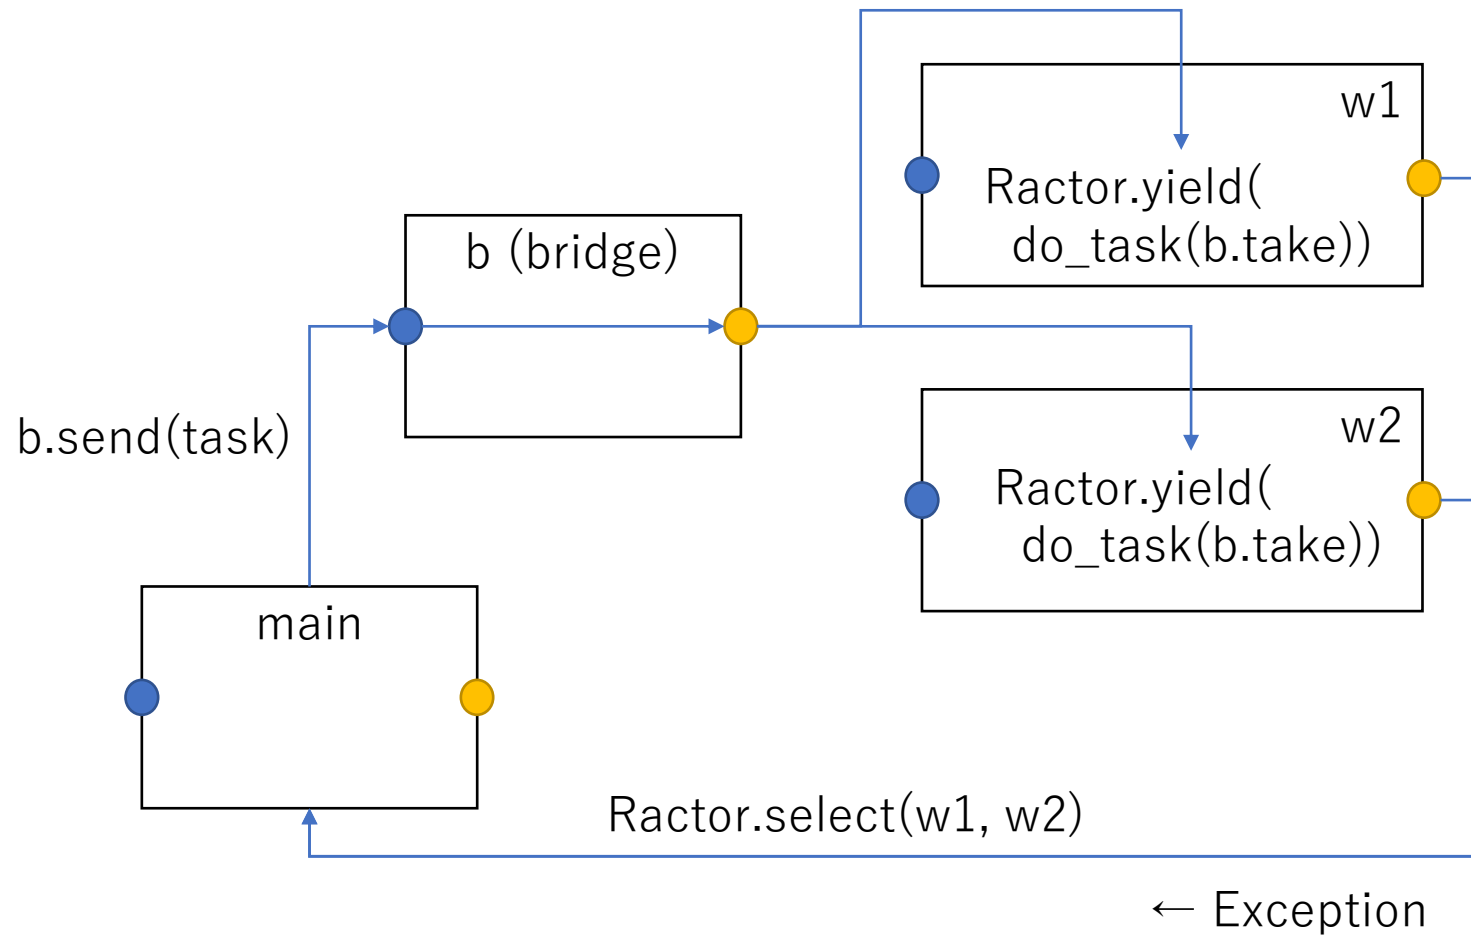 w1
Ractor.yield(
do_task(b.take))
b (bridge)
w2
b.send(task)
Ractor.yield(
do_task(b.take))
main
Ractor.select(w1, w2)
← Exception